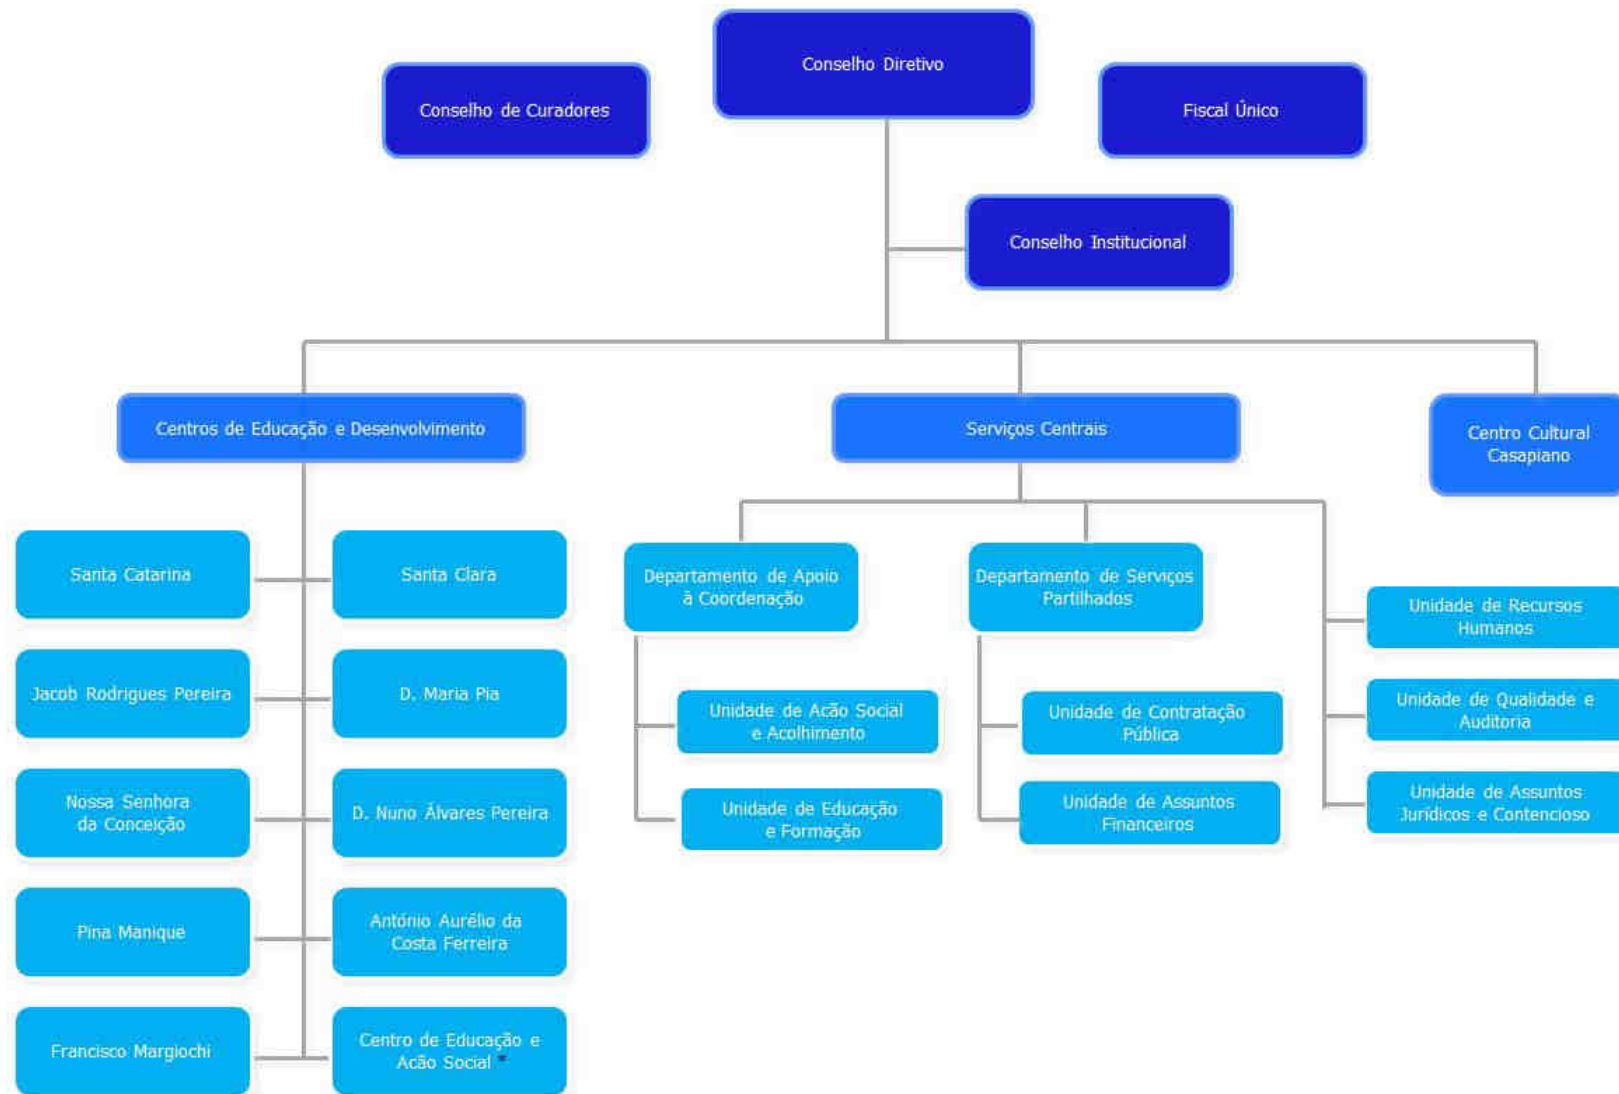 Conselho Diretivo
Conselho de Curadores
Fiscal Único
Conselho Institucional
Centros de Educação e Desenvolvimento
Serviços Centrais
Centro Cultural
Casapiano
Santa Catarina
Santa Clara
Jacob Rodrigues Pereira
D. Maria Pia
Nossa Senhora
da Conceição
D. Nuno Álvares Pereira
Pina Manique
António Aurélio da
Costa Ferreira
Francisco Margiochi
Centro de Educação e
Acão Social *
Departamento de Apoio
à Coordenação
Unidade de Acão Social
e Acolhimento
Unidade de Educação
e Formação
Departamento de Serviços
Partilhados
Unidade de Contratação
Pública
Unidade de Assuntos
Financeiros
Unidade de Recursos
Humanos
Unidade de Qualidade e
Auditoria
Unidade de Assuntos
Jurídicos e Contencioso